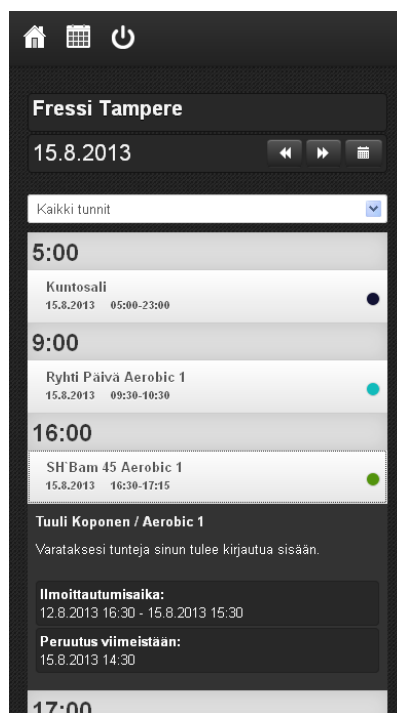 Fressi Tampere
15.8.2013
Kaikki tunnit
5:00
Kuntosali
15.8.2013 05:00-23:00
9:00
Ryhti Päivä Aerobic 1
15.8.2013 09:30-10:30
16:00
SH´Bam 45 Aerobic 1
15.8.2013 16:30-17:15
Tuuli Koponen / Aerobic 1
Varataksesi tunteja sinun tulee kirjautua sisään.
Ilmoittautumisaika:
12.8.2013 16:30 - 15.8.2013 15:30
Peruutus viimeistään:
15.8.2013 14:30
17:00